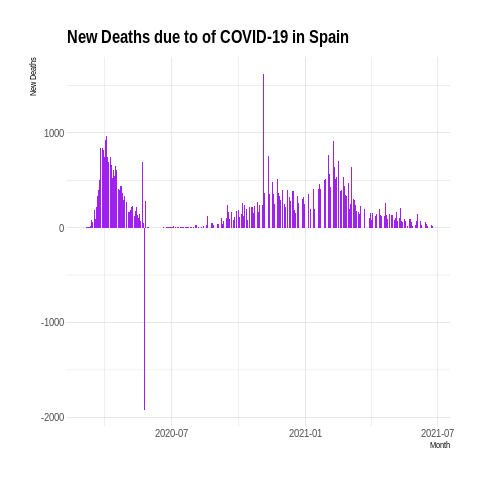 New Deaths due to of COVID-19 in Spain
New Deaths
1000
0
-1000
-2000
2020-07
2021-01
2021-07
Month